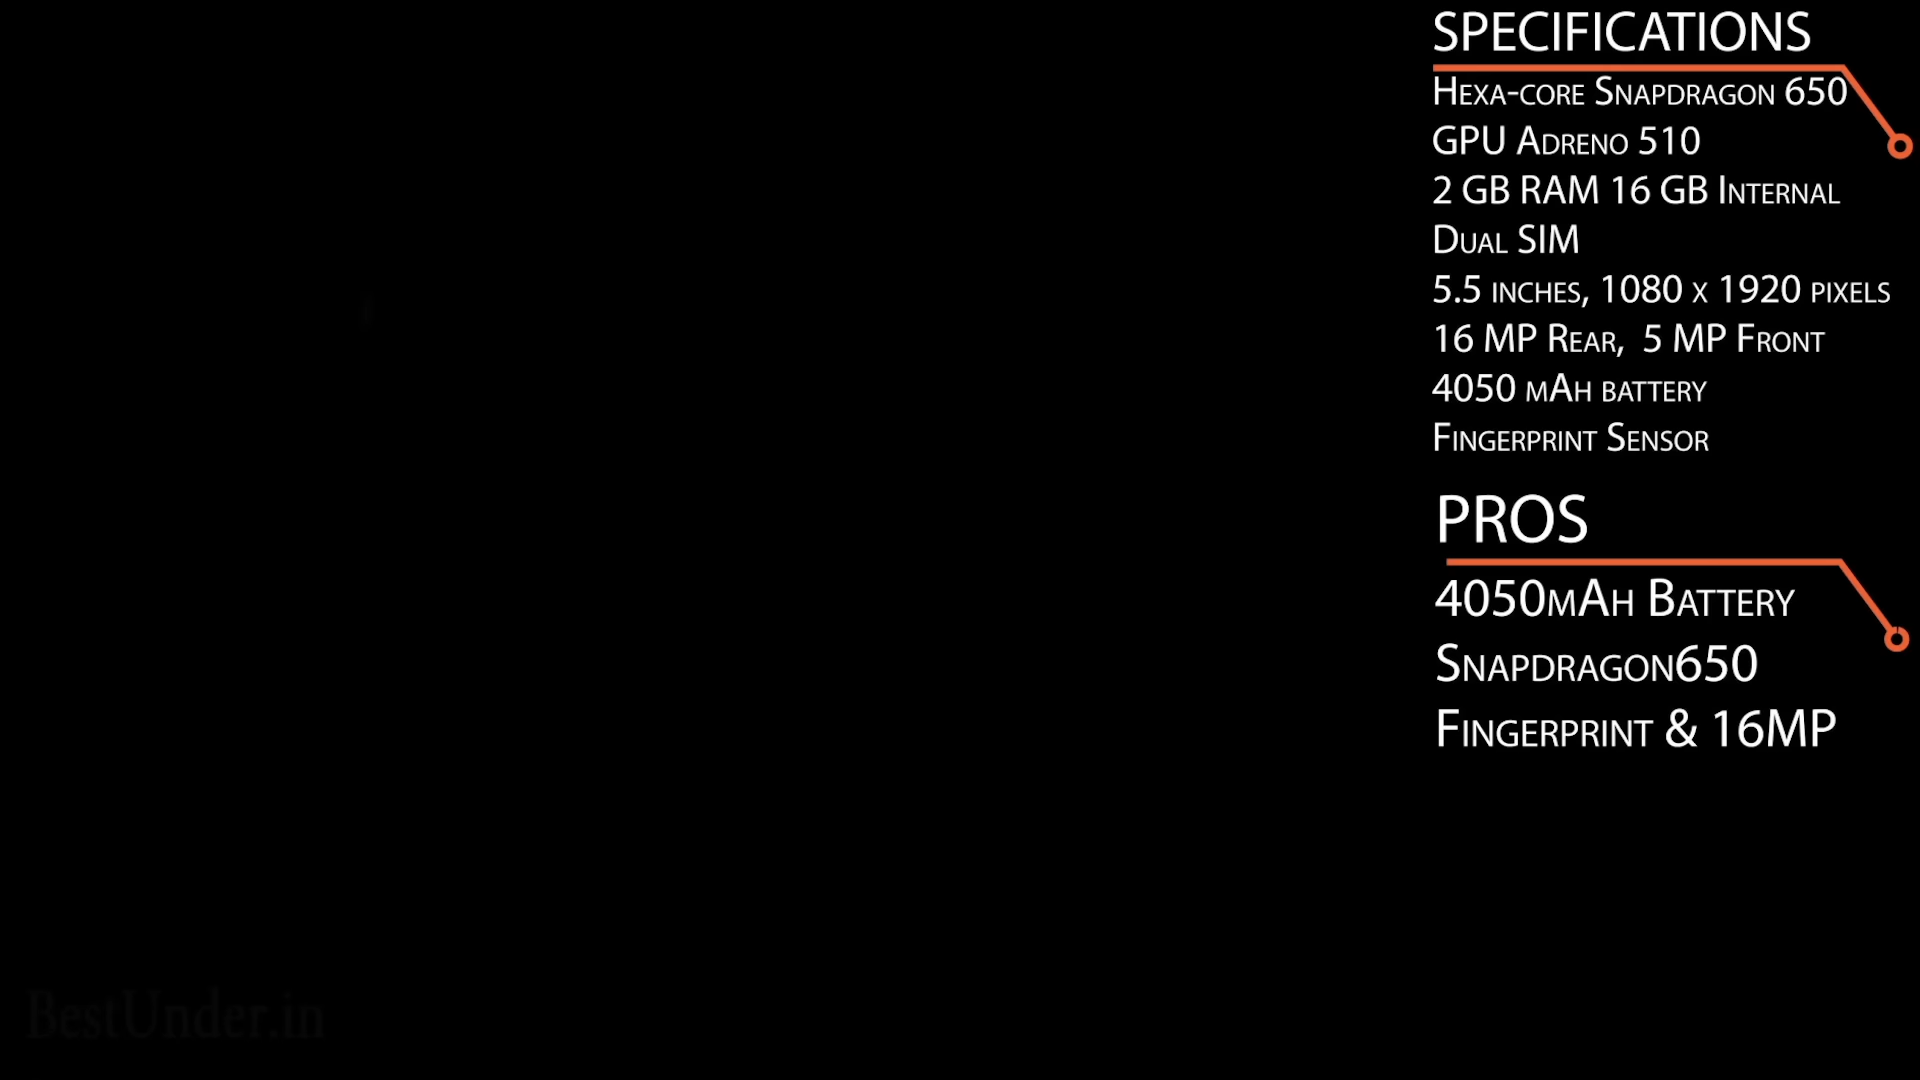 SPECIFICATIONS
Hexa-core Snapdragon 650
GPU Adreno 510
2 GB RAM 16 GB Internal
Dual SIM
5.5 inches, 1080 x 1920 pixels
16 MP Rear,  5 MP Front
4050 mAh battery
Fingerprint Sensor
PROS
4050mAh Battery
Snapdragon650
Fingerprint & 16MP
BestUnder.in